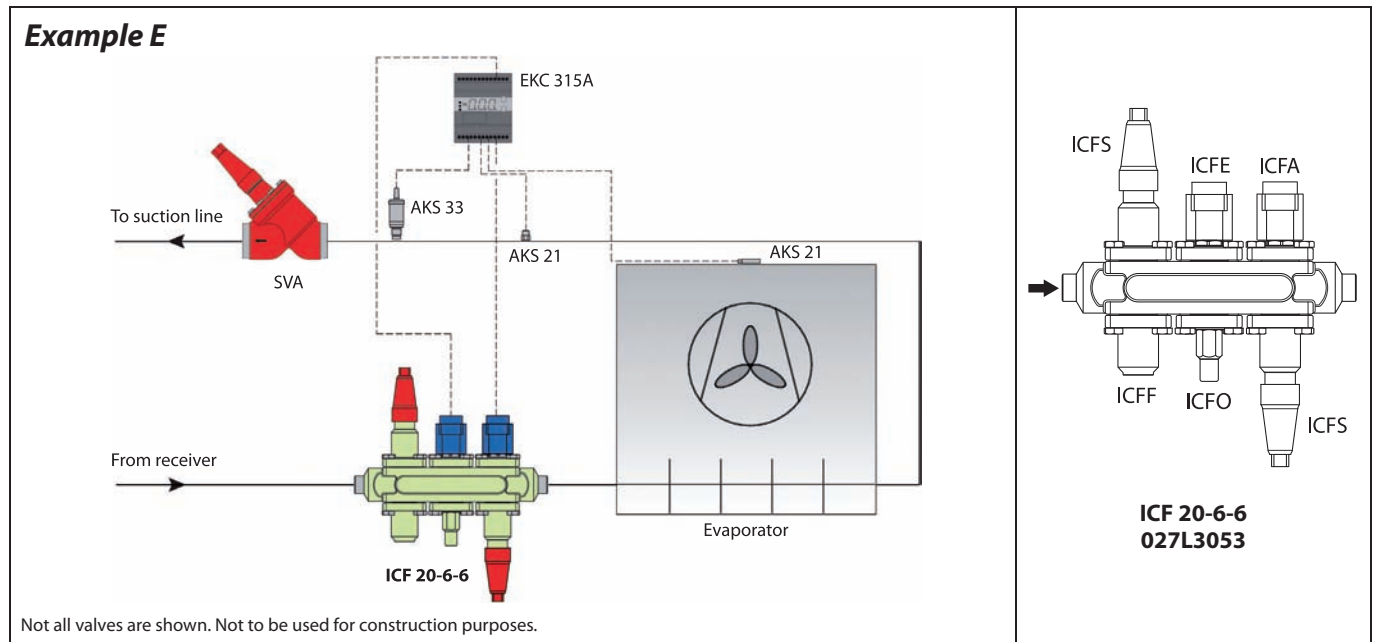 Example E
EKC 315A
AKS 33
To suction line
AKS 21
AKS 21
SVA
From receiver
Evaporator
ICF 20-6-6
Not all valves are shown. Not to be used for construction purposes.
ICFS
ICFE
ICFA
ICFF
ICFO
ICFS
ICF 20-6-6
027L3053